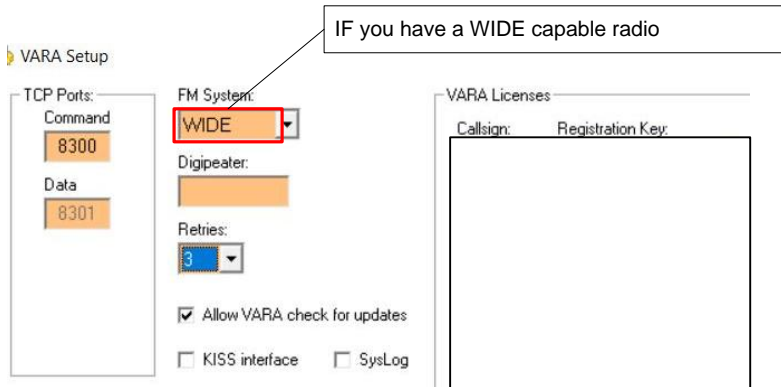 IF you have a WIDE capable radio
VARA Setup
TCP Ports:
Command
8300
Data
8301
FM System:
WIDE
Digipeater:
Retries:
3
Allow VARA check for updates
KISS interface
SysLog
VARA Licenses
Callsign:
Registration Key: